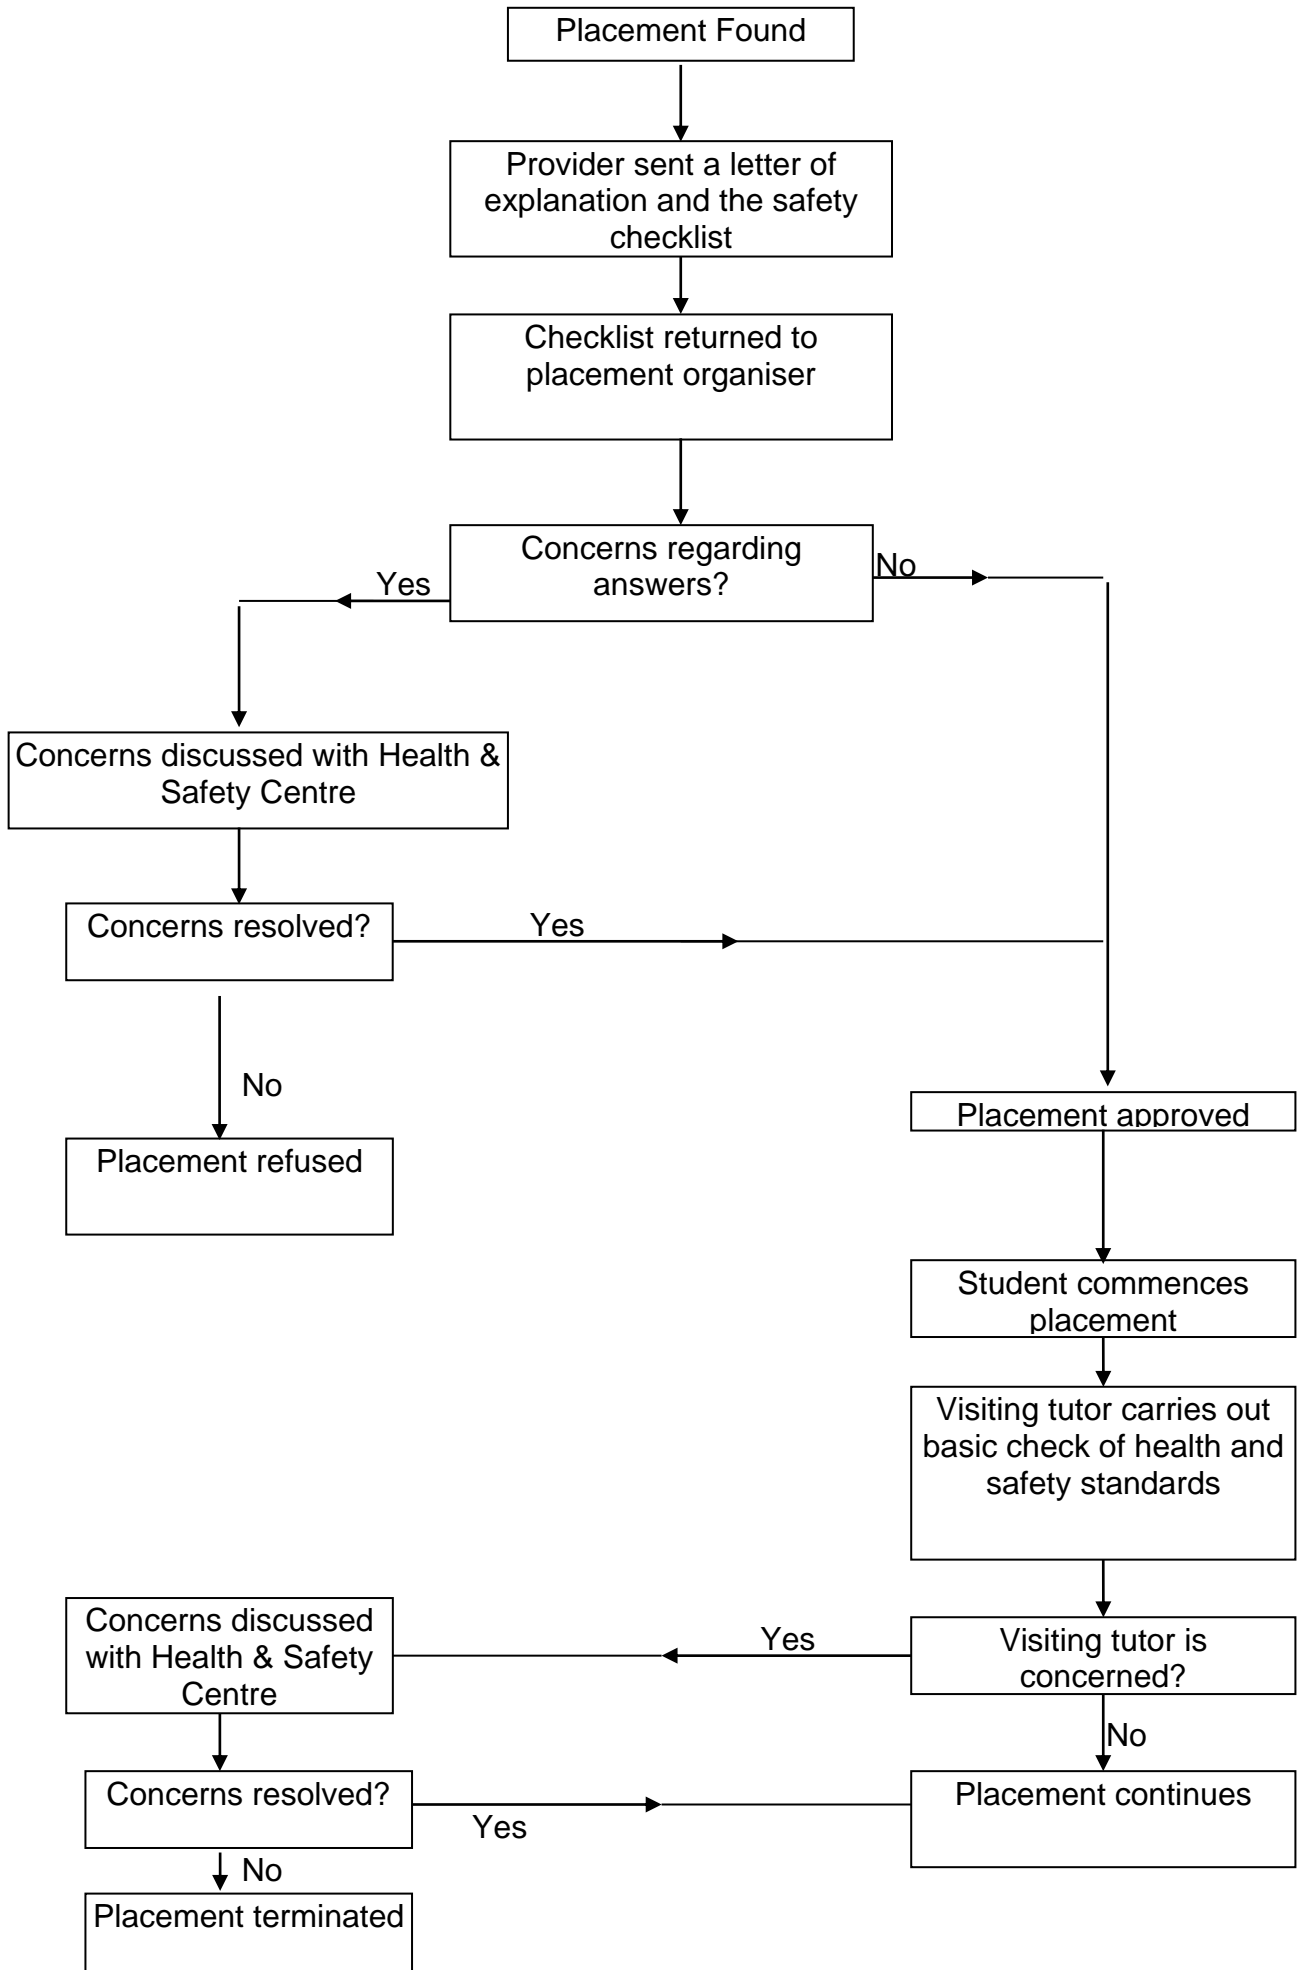 Placement Found
Provider sent a letter of
explanation and the safety
checklist
Checklist returned to
placement organiser
Concerns regarding
answers?
No
Yes
Concerns discussed with Health &
Safety Centre
Concerns resolved?
Yes
No
Placement approved
Placement refused
Student commences
placement
Visiting tutor carries out
basic check of health and
safety standards
Concerns discussed
with Health & Safety
Centre
Yes
Visiting tutor is
concerned?
No
Concerns resolved?
Yes
Placement continues
No
Placement terminated